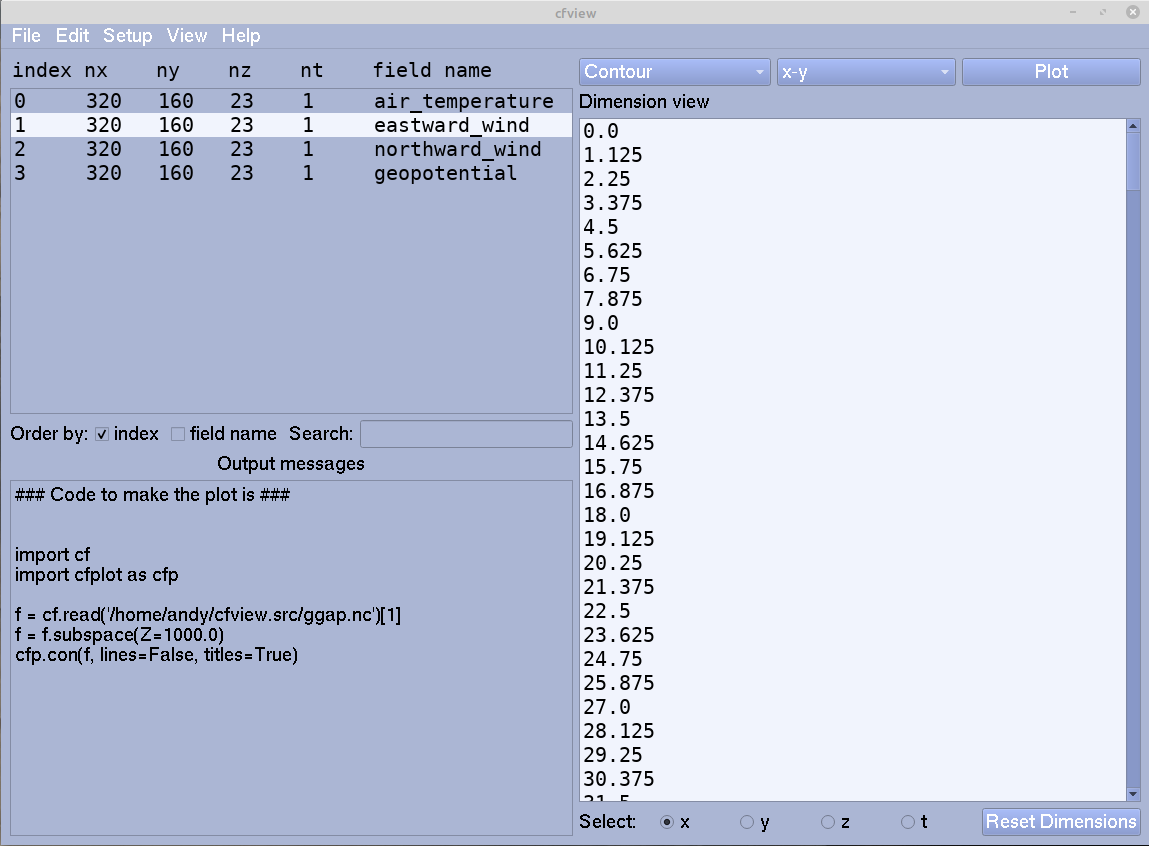 cfview
File Edit Setup View Help
index nx ny nz nt field name
0 320 160 23 1 air_temperature
1 320 160 23 1 eastward_wind
2 320 160 23 1 northward_wind
3 320 160 23 1 geopotential
Order by: index field name Search:
Output messages
### Code to make the plot is ###
import cf
import cfplot as cfp
f = cf.read('/home/andy/cfview.src/ggap.nc')[1]
f = f.subspace(Z=1000.0)
cfp.con(f, lines=False, titles=True)
Contour x-y Plot
Dimension view
0.0
1.125
2.25
3.375
4.5
5.625
6.75
7.875
9.0
10.125
11.25
12.375
13.5
14.625
15.75
16.875
18.0
19.125
20.25
21.375
22.5
23.625
24.75
25.875
27.0
28.125
29.25
30.375
31.5
Select: x y z t Reset Dimensions